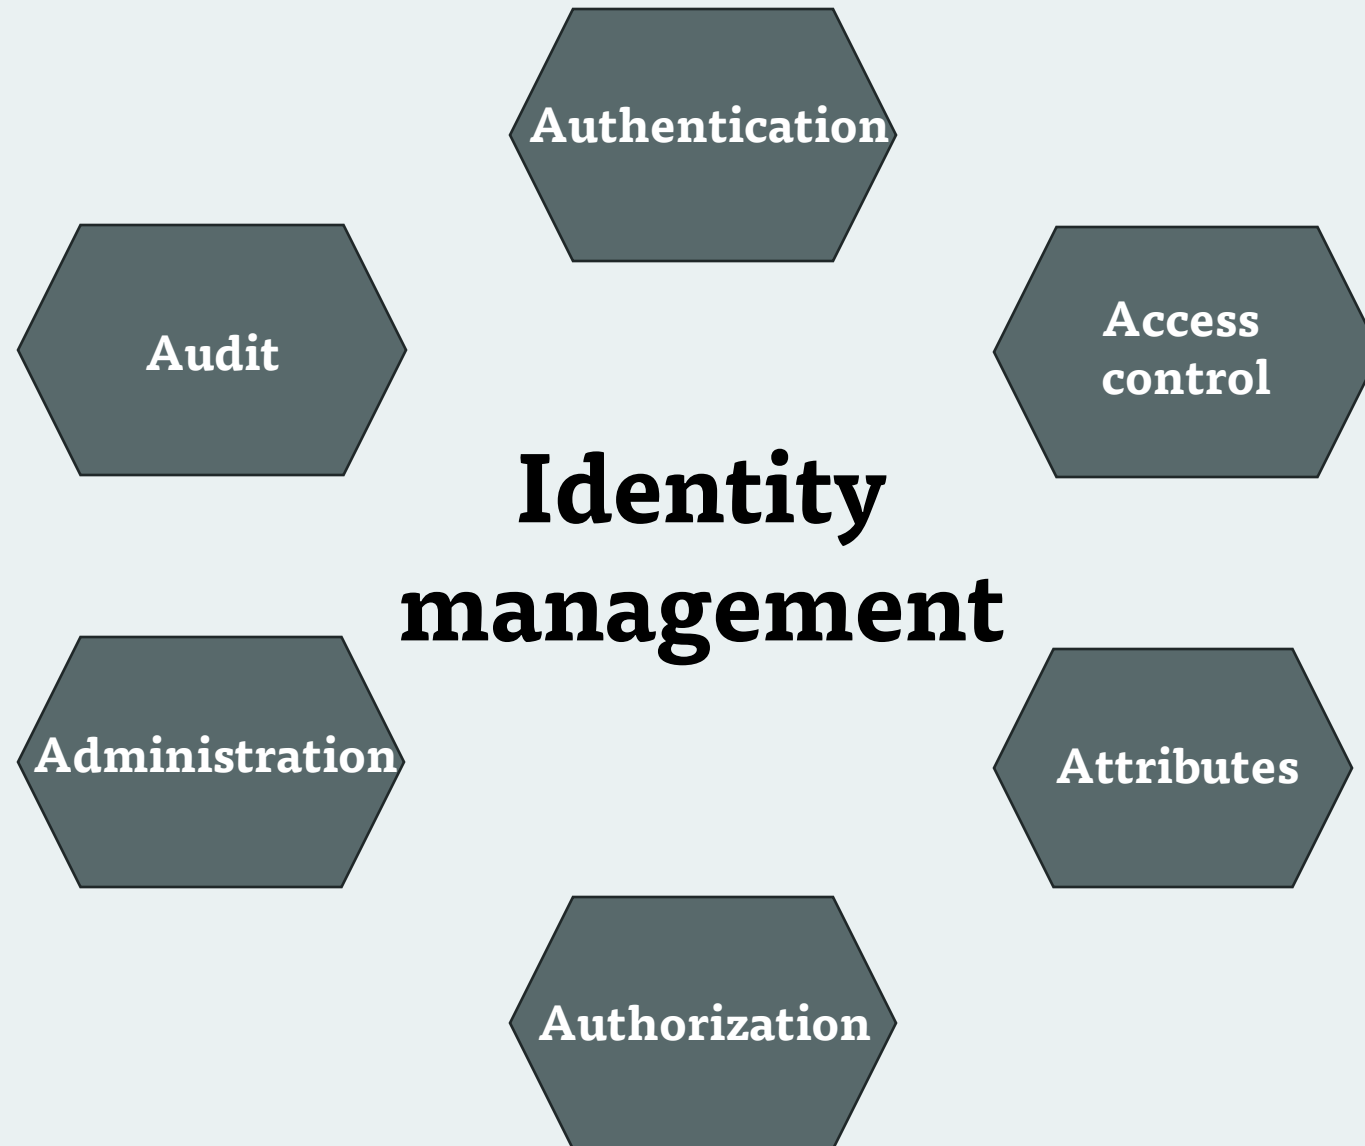 Authentication
Audit
Access
control
Identity
management
Administration
Attributes
Authorization